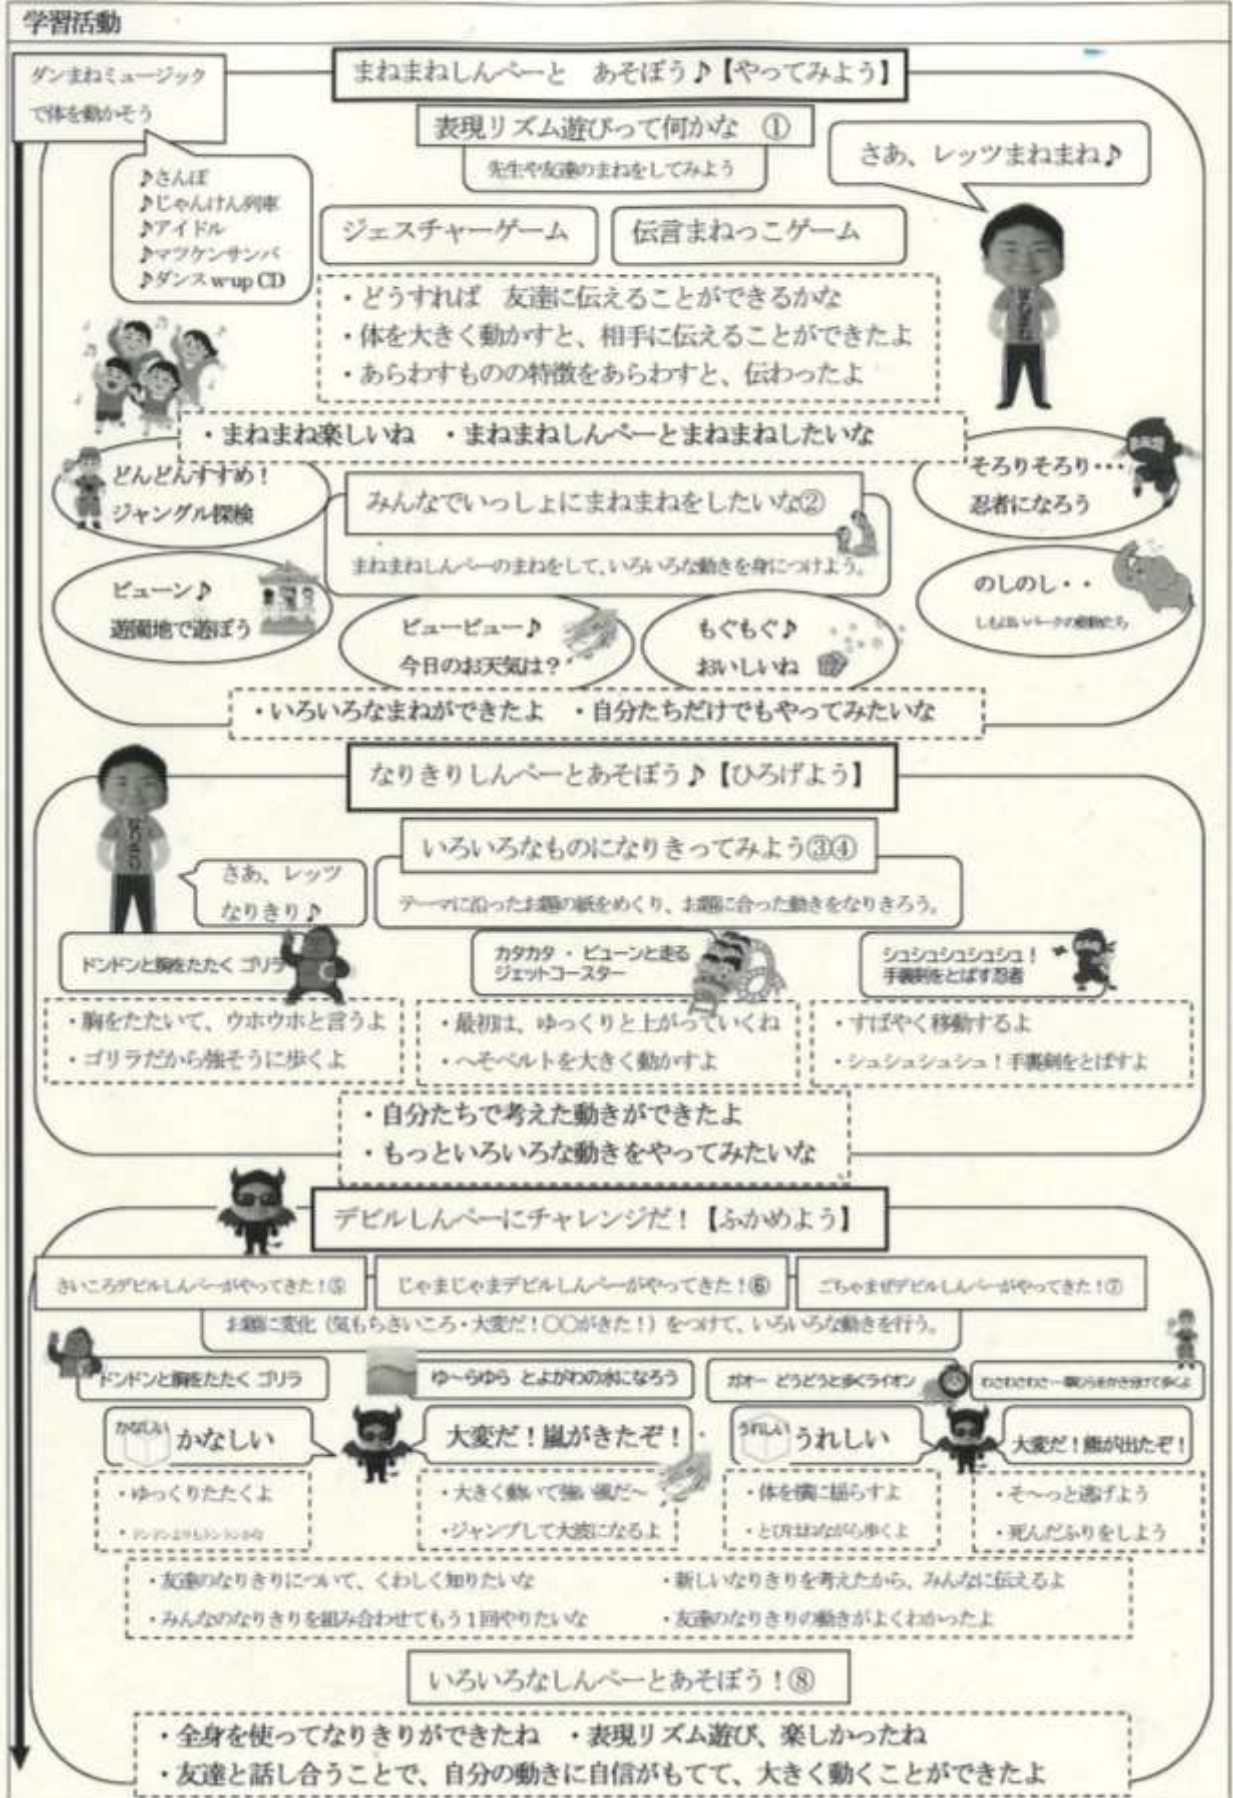 学習活動
ダンまねミュージック
で体を動かそう
♪さんぽ
♪じゃんけん列車
♪アイドル
♪マツケンサンバ
♪ダンスw-up CD
まねまねしんペーと　あそぼう♪【やってみよう】
表現リズム遊びって何かな　①
先生や友達のまねをしてみよう
さあ、レッツまねまね♪
ジェスチャーゲーム
伝言まねっこゲーム
・どうすれば　友達に伝えることができるかな
・体を大きく動かすと、相手に伝えることができたよ
・あらわすものの特徴をあらわすと、伝わったよ
・まねまね楽しいね　・まねまねしんペーとまねまねしたいな
どんどんすすめ！
ジャングル探検
みんなでいっしょにまねまねをしたいな②
まねまねしんペーのまねをして、いろいろな動きを身につけよう。
そろりそろり…
忍者になろう
ビューン♪
遊園地で遊ぼう
ビュービュー♪
今日のお天気は？
もぐもぐ♪
おいしいね
のしのし・・
・いろいろなまねができたよ　・自分たちだけでもやってみたいな
なりきりしんペーとあそぼう♪【ひろげよう】
なりきり
いろいろなものになりきってみよう③④
さあ、レッツ
なりきり♪
テーマに沿ったお題の紙をめくり、お題に合った動きをなりきろう。
ドンドンと胸をたたく ゴリラ
カタカタ ・ ビューンと走る
ジェットコースター
シュシュシュシュシュ！
手裏剣をとばす忍者
・胸をたたいて、ウホウホと言うよ
・ゴリラだから強そうに歩くよ
・最初は、ゆっくりと上がっていくね
・へそベルトを大きく動かすよ
・すばやく移動するよ
・シュシュシュシュ！手裏剣をとばすよ
・自分たちで考えた動きができたよ
・もっといろいろな動きをやってみたいな
デビルしんペーにチャレンジだ！【ふかめよう】
さいころデビルしんペーがやってきた！⑤
じゃまじゃまデビルしんペーがやってきた！⑥
ごちゃまぜデビルしんペーがやってきた！⑦
お題に変化（気もちさいころ・大変だ！〇〇がきた！）をつけて、いろいろな動きを行う。
ドンドンと胸をたたく ゴリラ
ゆ～らゆら とよがわの水になろう
ガオー どうどうと歩くライオン
わさわさわさ…草むらをかき分けて歩くよ
かなしい
かなしい
大変だ！嵐がきたぞ！
うれしい
うれしい
大変だ！熊が出たぞ！
・ゆっくりたたくよ
・大きく動いて強い風だ～
・ジャンプして大波になるよ
・体を横に揺らすよ
・とびはねながら歩くよ
・そ～っと逃げよう
・死んだふりをしよう
・友達のなりきりについて、くわしく知りたいな
・新しいなりきりを考えたから、みんなに伝えるよ
・みんなのなりきりを組み合わせてもう１回やりたいな
・友達のなりきりの動きがよくわかったよ
いろいろなしんペーとあそぼう！⑧
・全身を使ってなりきりができたね　・表現リズム遊び、楽しかったね
・友達と話し合うことで、自分の動きに自信がもてて、大きく動くことができたよ